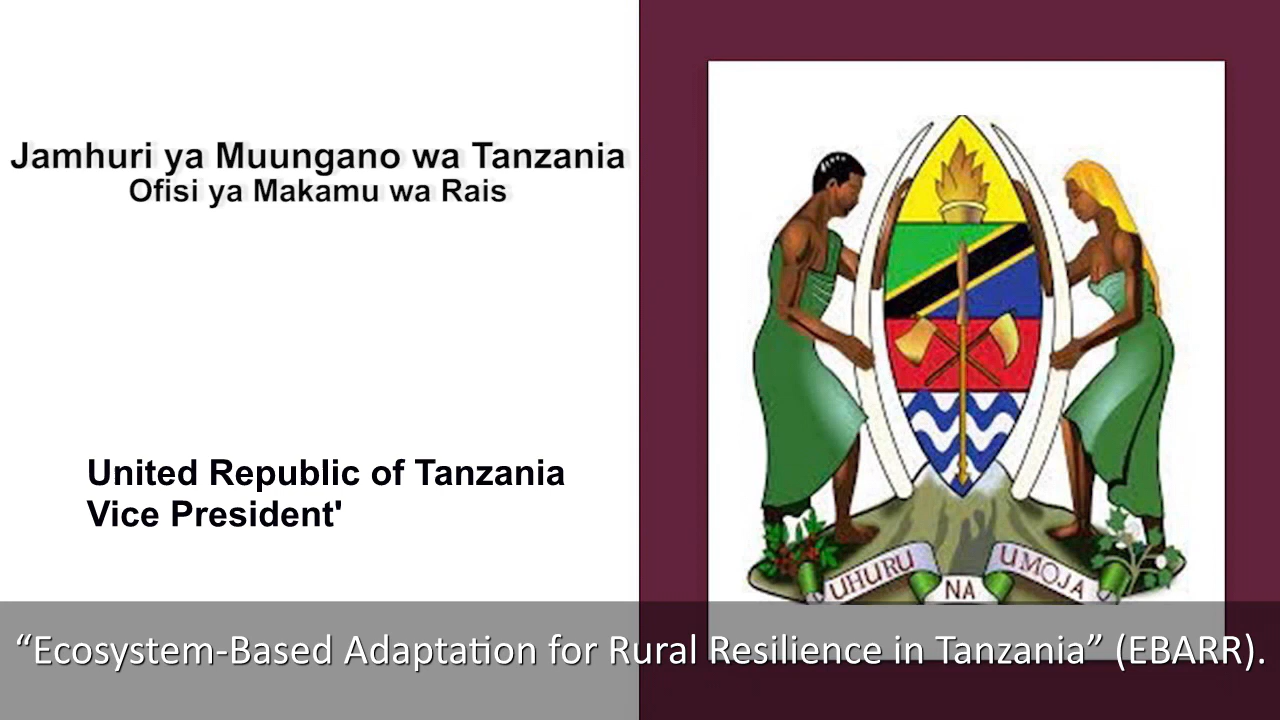 Jamhuri ya Muungano wa Tanzania
Ofisi ya Makamu wa Rais
United Republic of Tanzania
Vice President'
UHURU NA UMOJA
“Ecosystem-Based Adaptation for Rural Resilience in Tanzania” (EBARR).